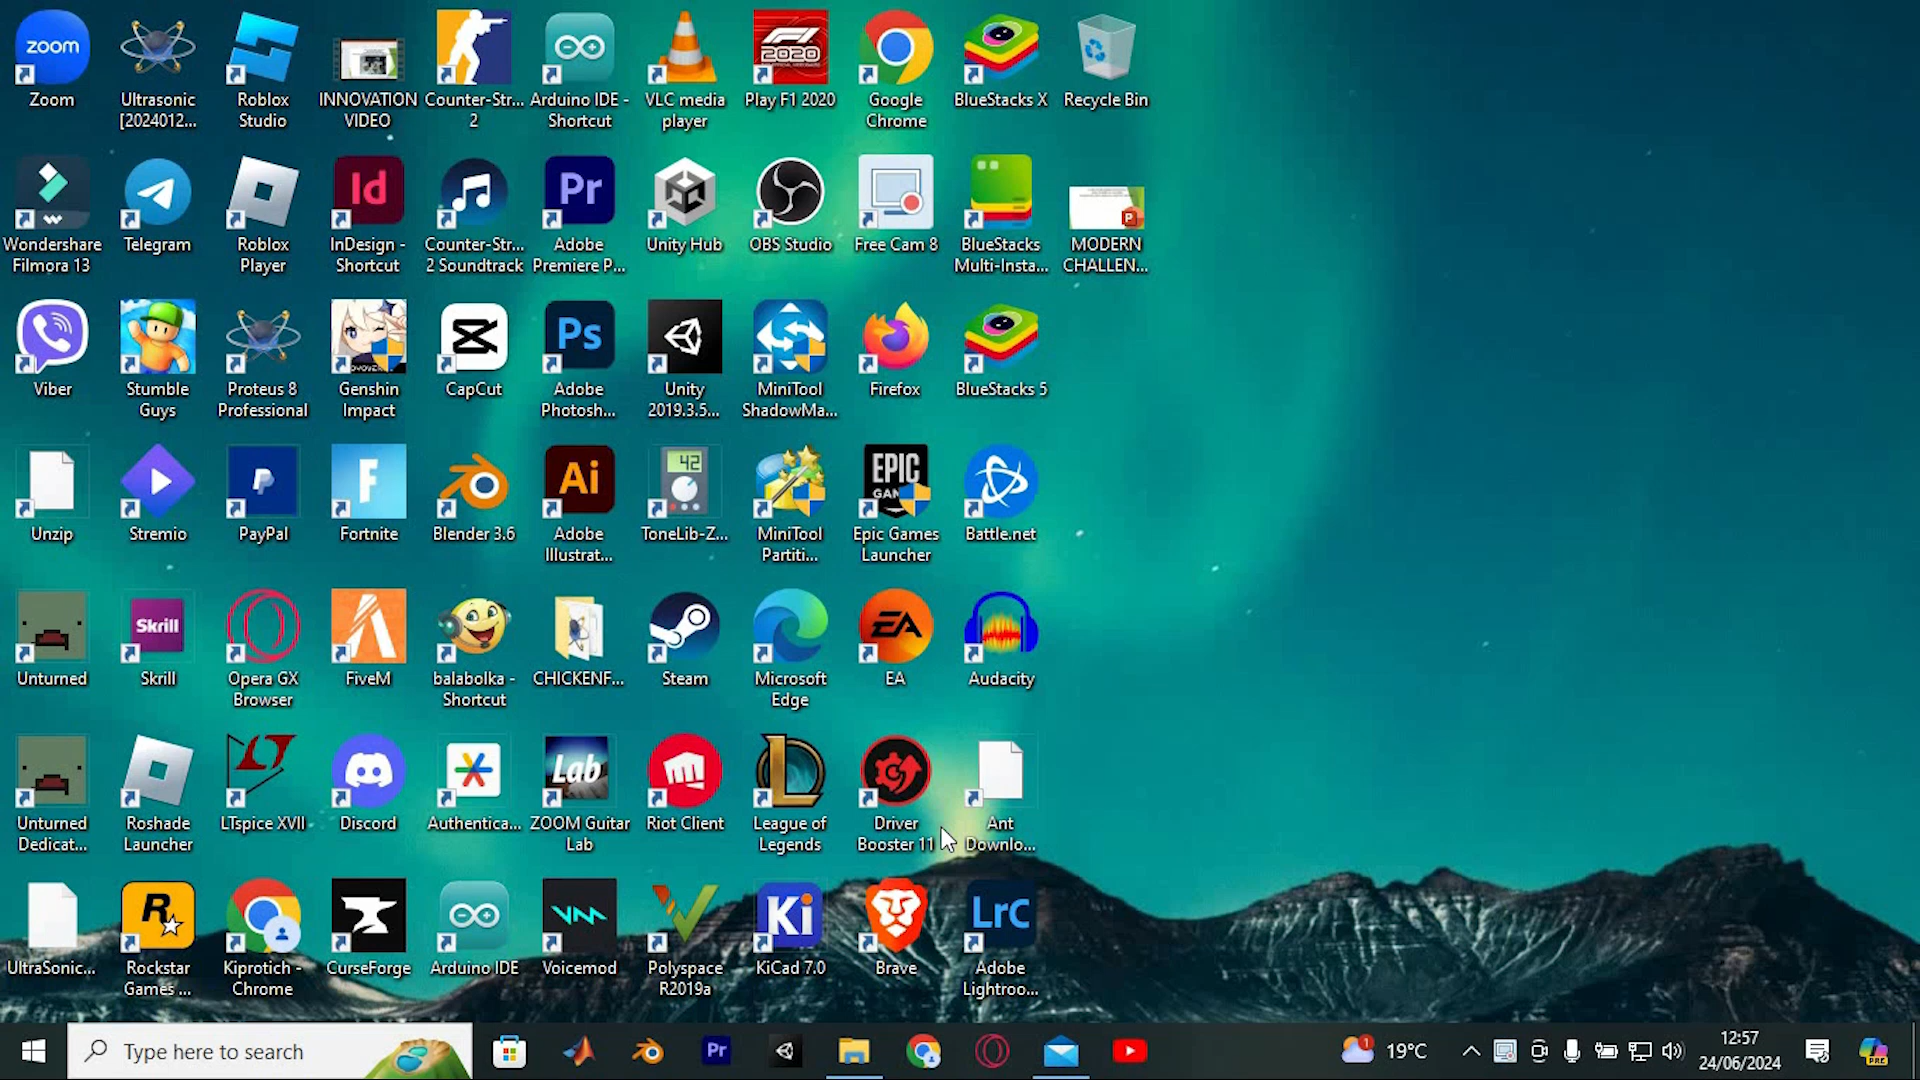 Zoom
Ultrasonic
[2024012...
Roblox
Studio
INNOVATION
VIDEO
Counter-Str...
2
Arduino IDE -
Shortcut
VLC media
player
Play F1 2020
Google
Chrome
BlueStacks X
Recycle Bin
Wondershare
Filmora 13
Telegram
Roblox
Player
InDesign -
Shortcut
Counter-Str...
2 Soundtrack
Adobe
Premiere P...
Unity Hub
OBS Studio
Free Cam 8
BlueStacks
Multi-Insta...
MODERN
CHALLEN...
Viber
Stumble
Guys
Proteus 8
Professional
Genshin
Impact
CapCut
Adobe
Photosh...
Unity
2019.3.5...
MiniTool
ShadowMa...
Firefox
BlueStacks 5
Unzip
Stremio
PayPal
Fortnite
Blender 3.6
Adobe
Illustrat...
ToneLib-Z...
MiniTool
Partiti...
Epic Games
Launcher
Battle.net
Unturned
Skrill
Opera GX
Browser
FiveM
balabolka -
Shortcut
CHICKENF...
Steam
Microsoft
Edge
EA
Audacity
Unturned
Dedicat...
Roshade
Launcher
LTspice XVII
Discord
Authentica...
ZOOM Guitar
Lab
Riot Client
League of
Legends
Driver
Booster 11
Ant
Downlo...
UltraSonic...
Rockstar
Games ...
Kiprotich -
Chrome
CurseForge
Arduino IDE
Voicemod
Polyspace
R2019a
KiCad 7.0
Brave
Adobe
Lightroo...
Type here to search
19°C
12:57
24/06/2024